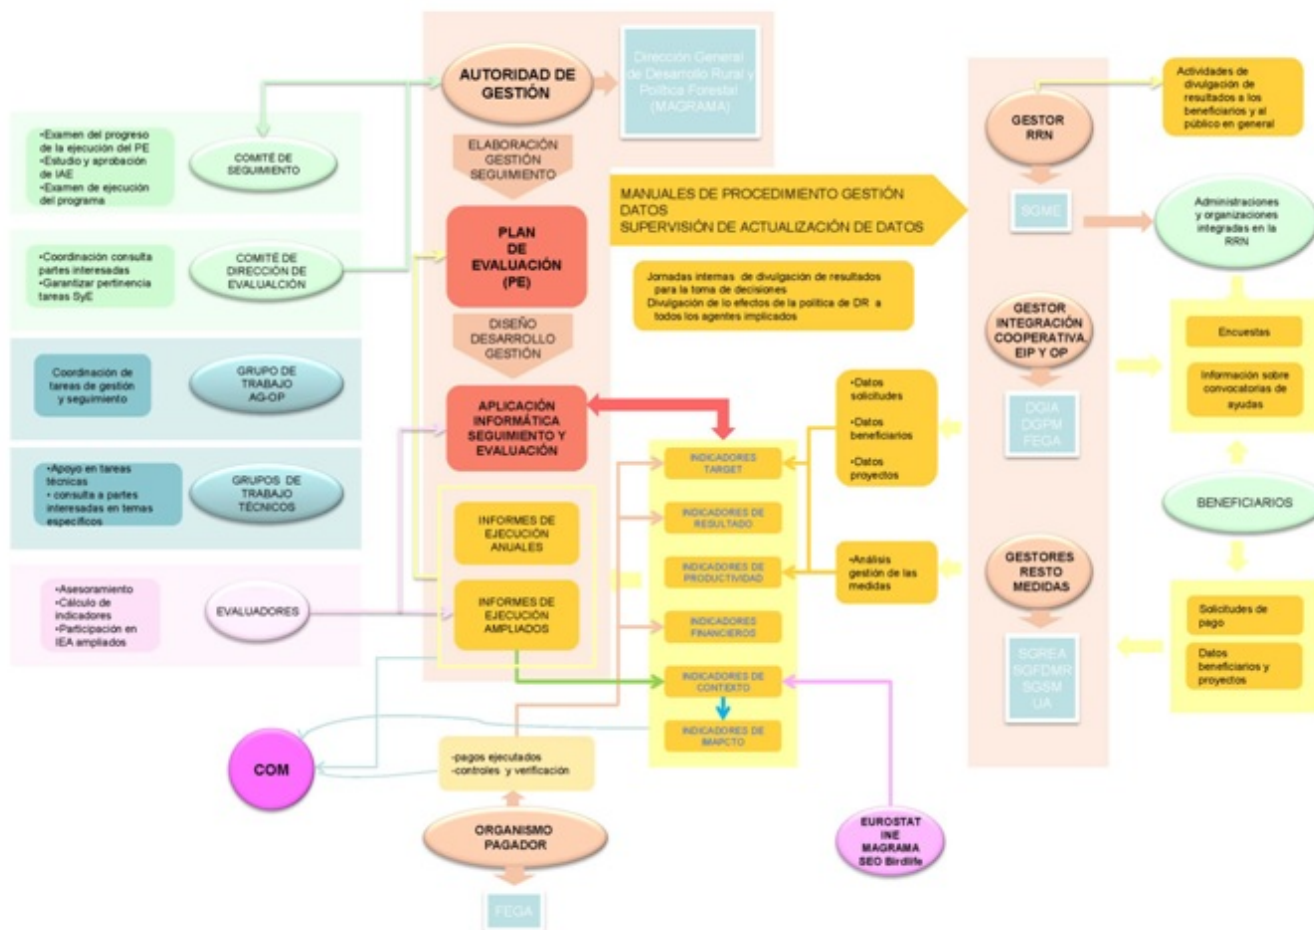 AUTORIDAD DE
GESTIÓN
Dirección General
de Desarrollo Rural y
Política Forestal
(MAGRAMA)
ELABORACIÓN
GESTIÓN
SEGUIMIENTO
•Examen del progreso
de la ejecución del PE
•Estudio y aprobación
de IAE
•Examen de ejecución
del programa
COMITÉ DE
SEGUIMIENTO
•Coordinación consulta
partes interesadas
•Garantizar pertinencia
tareas SyE
COMITÉ DE
DIRECCIÓN DE
EVALUALCIÓN
Coordinación de
tareas de gestión
y seguimiento
GRUPO DE
TRABAJO
AG-OP
•Apoyo en tareas
técnicas
• consulta a partes
interesadas en temas
específicos
GRUPOS DE
TRABAJO
TÉCNICOS
•Asesoramiento
•Cálculo de
indicadores
•Participación en
IEA ampliados
EVALUADORES
PLAN
DE
EVALUACIÓN
(PE)
DISEÑO
DESARROLLO
GESTIÓN
APLICACIÓN
INFORMÁTICA
SEGUIMIENTO Y
EVALUACIÓN
INFORMES DE
EJECUCIÓN
ANUALES
INFORMES DE
EJECUCIÓN
AMPLIADOS
MANUALES DE PROCEDIMIENTO GESTIÓN
DATOS
SUPERVISIÓN DE ACTUALIZACIÓN DE DATOS
Jornadas internas de divulgación de resultados
para la toma de decisiones
Divulgación de lo efectos de la política de DR a
todos los agentes implicados
•Datos
solicitudes
•Datos
beneficiarios
•Datos
proyectos
•Análisis
gestión de las
medidas
INDICADORES
TARGET
INDICADORES DE
RESULTADO
INDICADORES
DE PRODUCTIVIDAD
INDICADORES
FINANCIEROS
INDICADORES DE
CONTEXTO
INDICADORES DE
IMAPCTO
GESTOR
RRN
SGME
GESTOR
INTEGRACIÓN
COOPERATIVA.
EIP Y OP
DGIA
DGPM
FEGA
GESTORES
RESTO
MEDIDAS
SGREA
SGFDMR
SGSM
UA
Actividades de
divulgación de
resultados a los
beneficiarios y al
público en general
Administraciones
y organizaciones
integradas en la
RRN
Encuestas
Información sobre
convocatorias de
ayudas
BENEFICIARIOS
Solicitudes de
pago
Datos
beneficiarios y
proyectos
COM
-pagos ejecutados
-controles y verificación
ORGANISMO
PAGADOR
FEGA
EUROSTAT
INE
MAGRAMA
SEO Birdlife